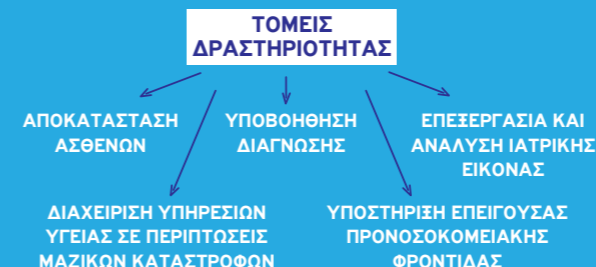 ΤΟΜΕΙΣ
ΔΡΑΣΤΗΡΙΟΤΗΤΑΣ
ΑΠΟΚΑΤΑΣΤΑΣΗ
ΑΣΘΕΝΩΝ
ΥΠΟΒΟΗΘΗΣΗ
ΔΙΑΓΝΩΣΗΣ
ΕΠΕΞΕΡΓΑΣΙΑ ΚΑΙ
ΑΝΑΛΥΣΗ ΙΑΤΡΙΚΗΣ
ΕΙΚΟΝΑΣ
ΔΙΑΧΕΙΡΙΣΗ ΥΠΗΡΕΣΙΩΝ
ΥΓΕΙΑΣ ΣΕ ΠΕΡΙΠΤΩΣΕΙΣ
ΜΑΖΙΚΩΝ ΚΑΤΑΣΤΡΟΦΩΝ
ΥΠΟΣΤΗΡΙΞΗ ΕΠΕΙΓΟΥΣΑΣ
ΠΡΟΝΟΣΟΚΟΜΕΙΑΚΗΣ
ΦΡΟΝΤΙΔΑΣ